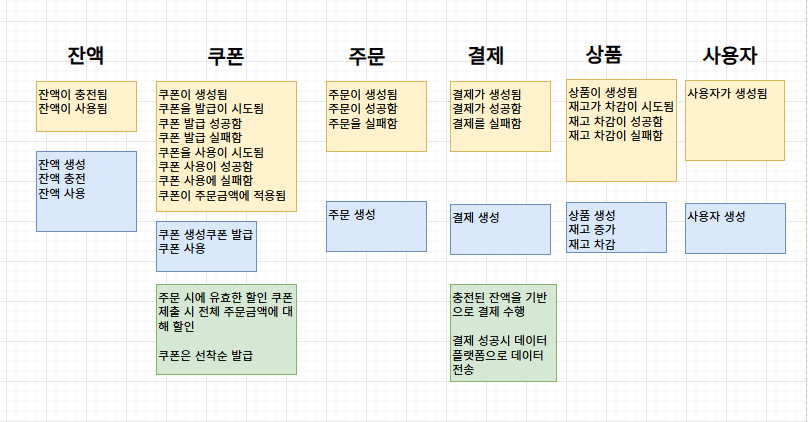 잔액
쿠폰
주문
결제
상품
사용자
잔액이 충전됨
잔액이 사용됨
쿠폰이 생성됨
쿠폰을 발급이 시도됨
쿠폰 발급 성공함
쿠폰 발급 실패함
쿠폰을 사용이 시도됨
쿠폰 사용이 성공함
쿠폰 사용에 실패함
쿠폰이 주문금액에 적용됨
주문이 생성됨
주문이 성공함
주문을 실패함
결제가 생성됨
결제가 성공함
결제를 실패함
상품이 생성됨
재고가 차감이 시도됨
재고 차감이 성공함
재고 차감이 실패함
사용자가 생성됨
잔액 생성
잔액 충전
잔액 사용
쿠폰 생성쿠폰 발급
쿠폰 사용
주문 생성
결제 생성
상품 생성
재고 증가
재고 차감
사용자 생성
주문 시에 유효한 할인 쿠폰
제출 시 전체 주문금액에 대
해 할인
쿠폰은 선착순 발급
충전된 잔액을 기반
으로 결제 수행
결제 성공시 데이터
플랫폼으로 데이터
전송